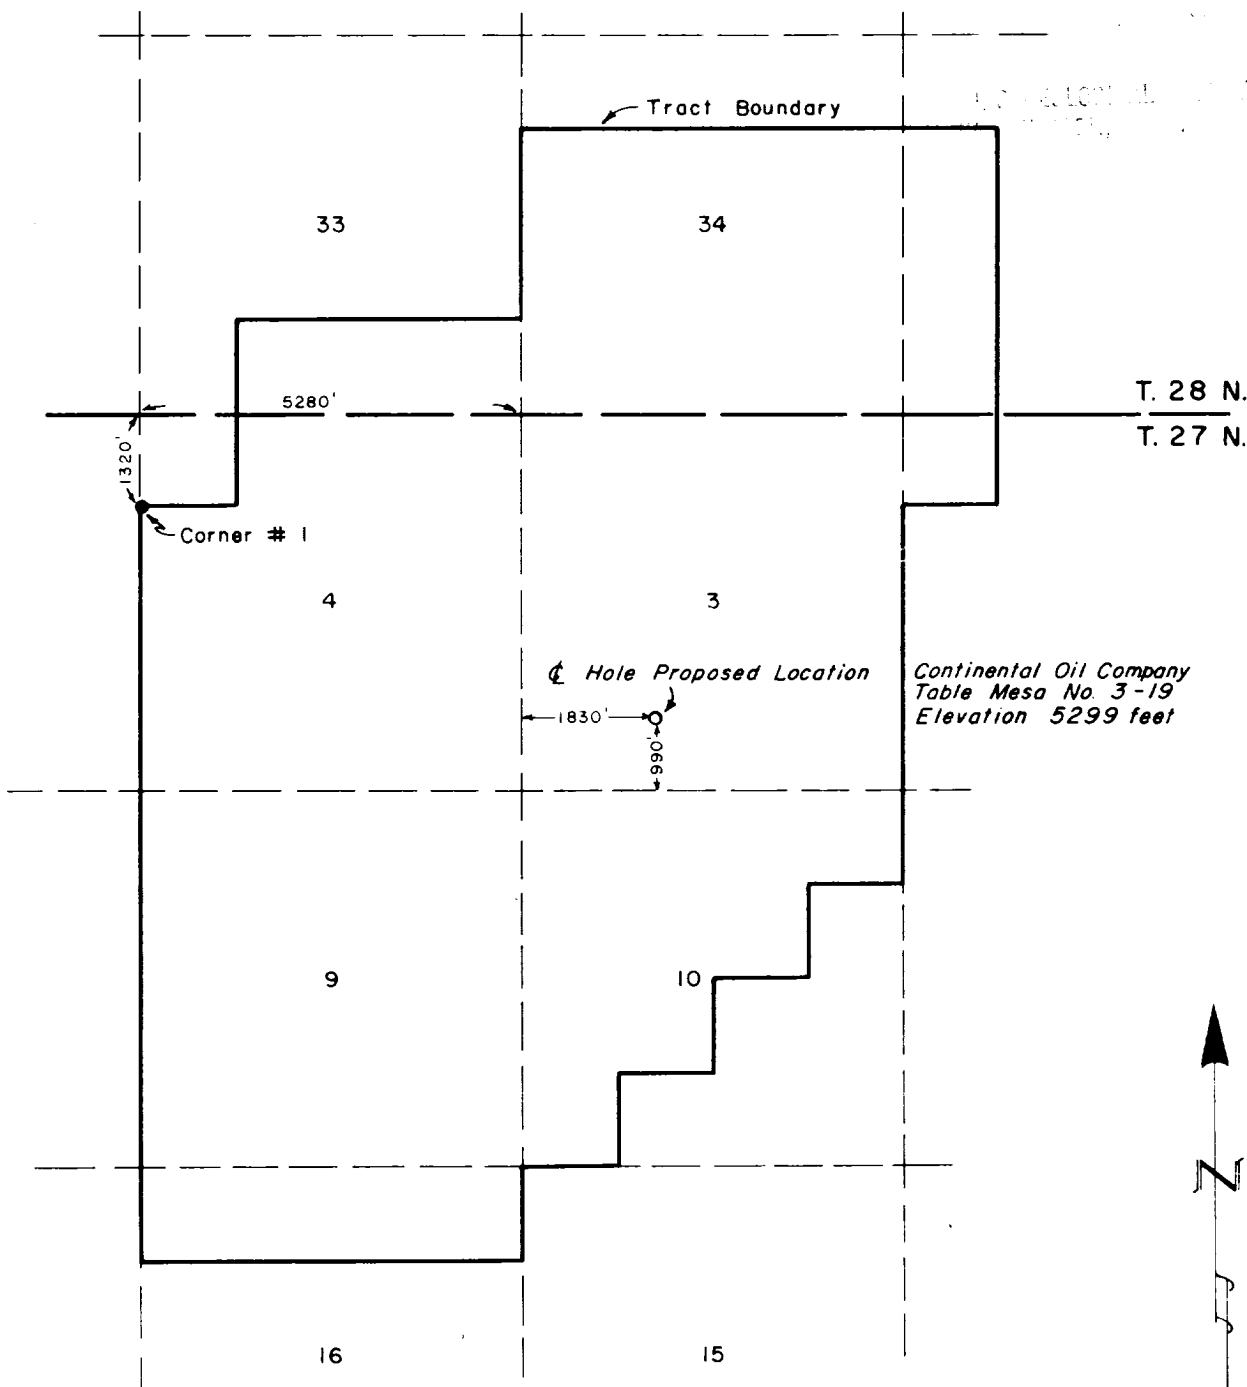 Tract Boundary
33
34
5280'
T. 28 N.
T. 27 N.
1320'
Corner # 1
4
3
℄ Hole Proposed Location
Continental Oil Company
Table Mesa No. 3-19
Elevation 5299 feet
1830'
990'
9
10
N
16
15